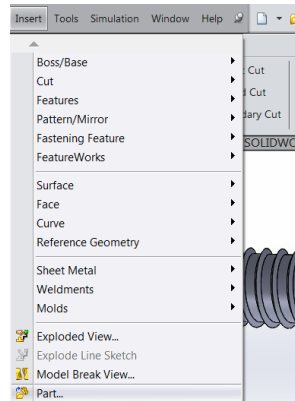 Insert Tools Simulation Window Help
Boss/Base
Cut
Features
Pattern/Mirror
Fastening Feature
FeatureWorks
Surface
Face
Curve
Reference Geometry
Sheet Metal
Weldments
Molds
Exploded View...
Explode Line Sketch
Model Break View...
Part...
Cut
Cut
dary Cut
SOLIDWO